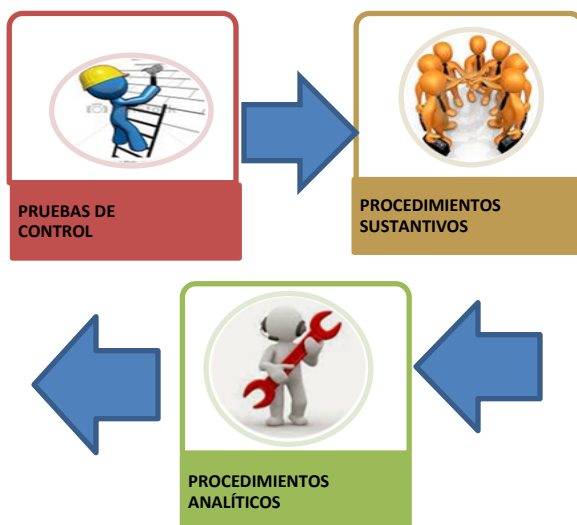 PRUEBAS DE
CONTROL
PROCEDIMIENTOS
SUSTANTIVOS
PROCEDIMIENTOS
ANALÍTICOS